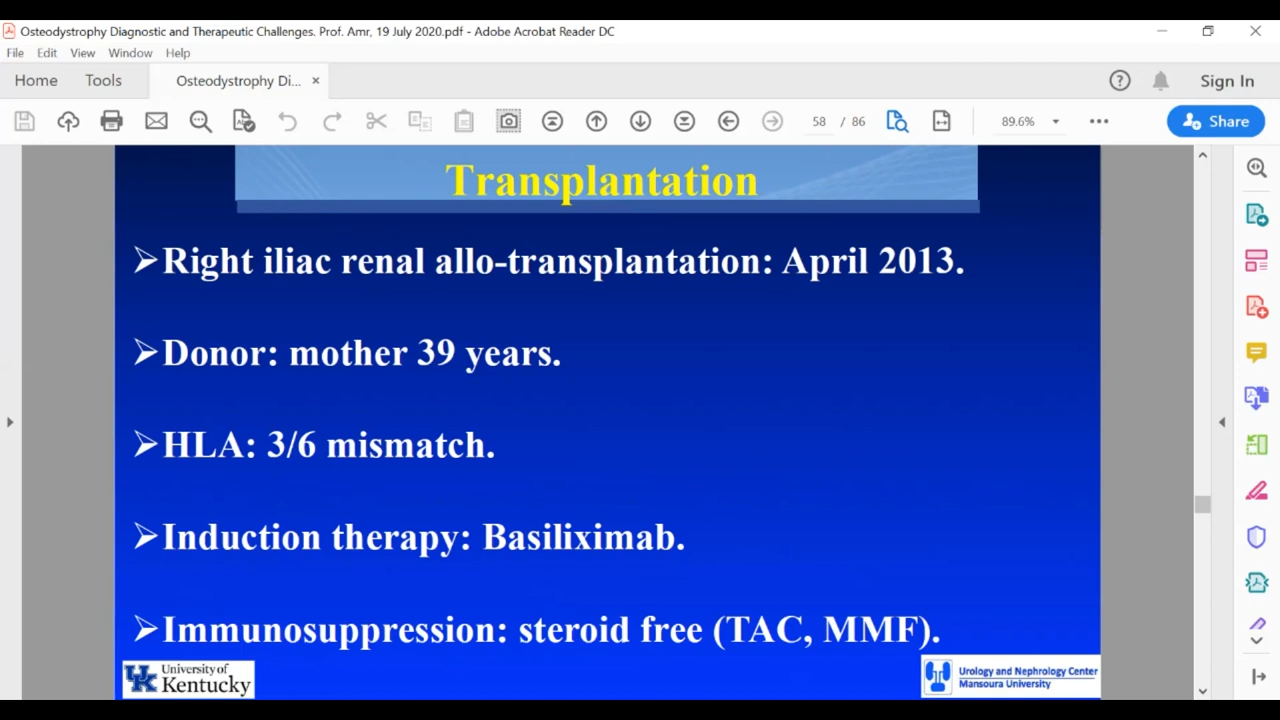 Osteodystrophy Diagnostic and Therapeutic Challenges. Prof. Amr, 19 July 2020.pdf - Adobe Acrobat Reader DC
File Edit View Window Help
Home Tools Osteodystrophy Di... × Sign In
58 / 86 89.6% Share
Transplantation
➢Right iliac renal allo-transplantation: April 2013.
➢Donor: mother 39 years.
➢HLA: 3/6 mismatch.
➢Induction therapy: Basiliximab.
➢Immunosuppression: steroid free (TAC, MMF).
UK University of
Kentucky
Urology and Nephrology Center
Mansoura University